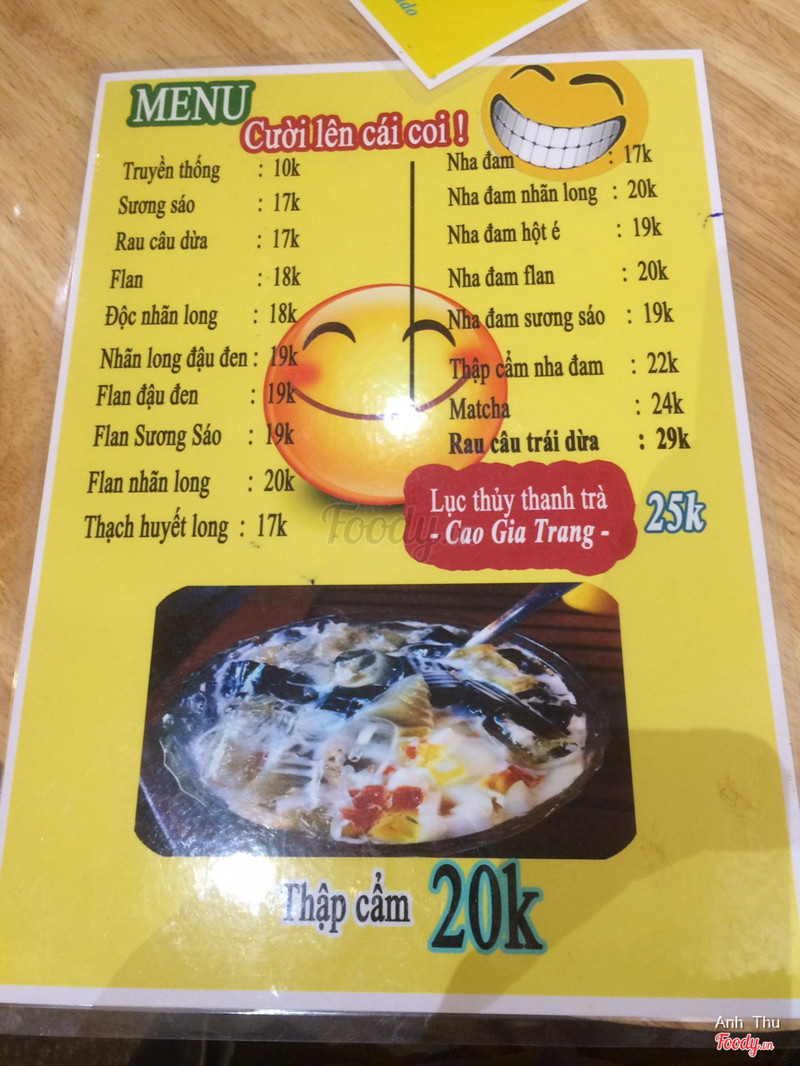 MENU
Cười lên cái coi !
Truyền thống : 10k
Sương sáo : 17k
Rau câu dừa : 17k
Flan : 18k
Độc nhãn long : 18k
Nhãn long đậu đen : 19k
Flan đậu đen : 19k
Flan Sương Sáo : 19k
Flan nhãn long : 20k
Thạch huyết long : 17k
Nha đam : 17k
Nha đam nhãn long : 20k
Nha đam hột é : 19k
Nha đam flan : 20k
Nha đam sương sáo : 19k
Thập cẩm nha đam : 22k
Matcha : 24k
Rau câu trái dừa : 29k
Lục thủy thanh trà
- Cao Gia Trang -
25k
Foody.vn
Thập cẩm 20k
Anh Thu
Foody.vn